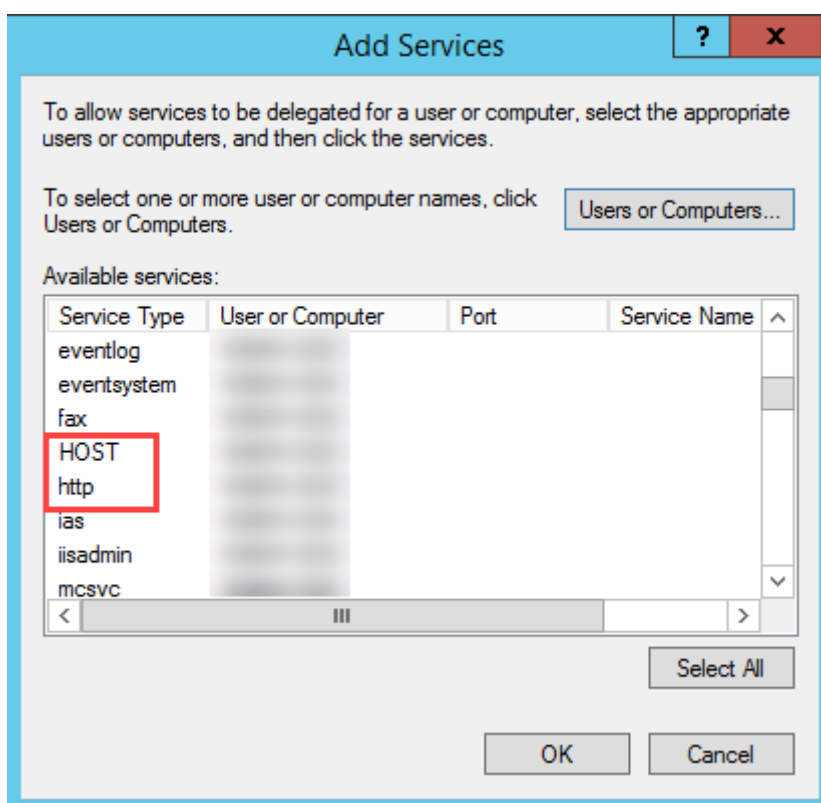 Add Services
?
x
To allow services to be delegated for a user or computer, select the appropriate
users or computers, and then click the services.
To select one or more user or computer names, click
Users or Computers.
Users or Computers...
Available services:
Service Type User or Computer Port Service Name
eventlog
eventsystem
fax
HOST
http
ias
iisadmin
mcsvc
Select All
OK Cancel